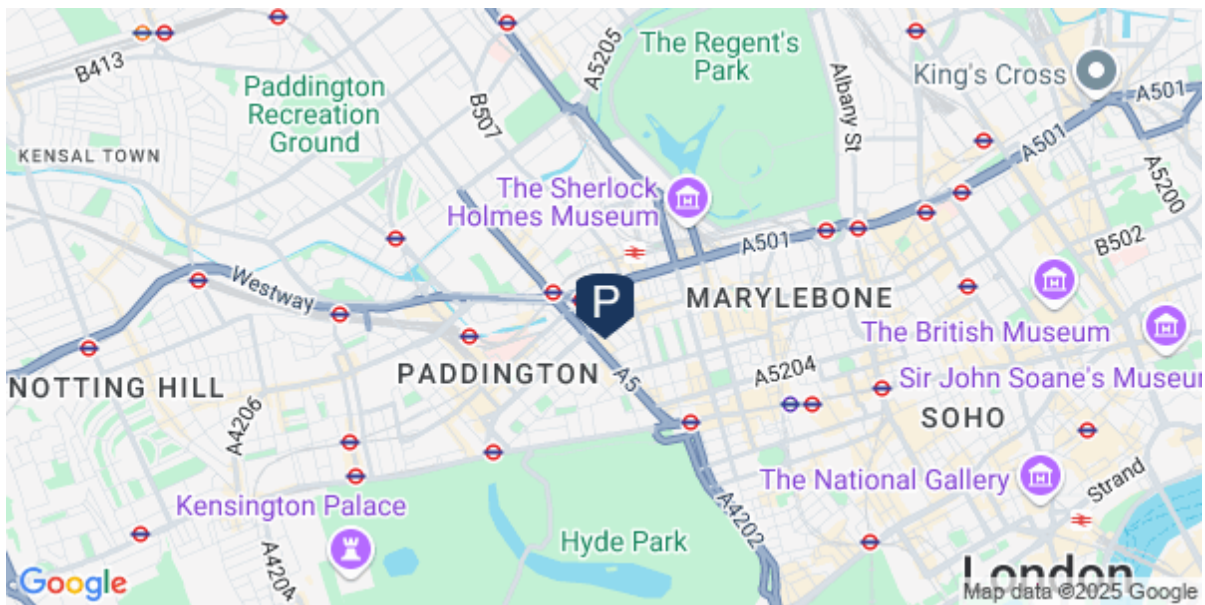 The Regent's
Park
A5205
B413
Paddington
Recreation
Ground
B507
Albany St
King's Cross
A501
A501
KENSAL TOWN
The Sherlock
Holmes Museum
A5200
A501
B502
Westway
P
MARYLEBONE
The British Museum
NOTTING HILL
PADDINGTON
A5
A5204
Sir John Soane's Museu
A4206
SOHO
Kensington Palace
The National Gallery
Strand
A4202
Hyde Park
A4204
Google
London
Map data ©2025 Google